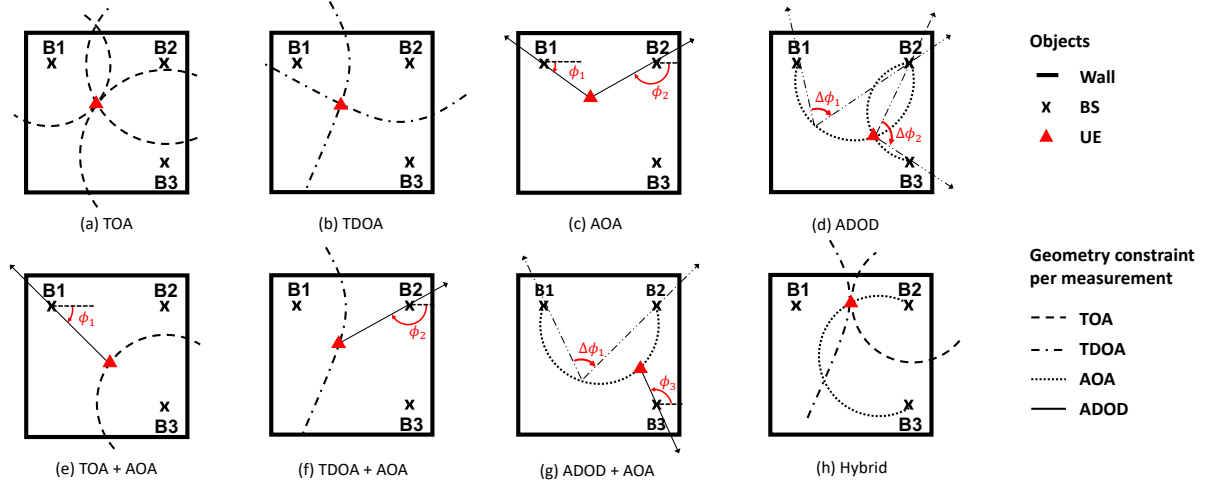 B1 B2
B3
(a) TOA
B1 B2
B3
(b) TDOA
B1 B2
ϕ₁
ϕ₂
B3
(c) AOA
B1 B2
Δϕ₁
Δϕ₂
B3
(d) ADOD
Objects
Wall
x BS
UE
B1 B2
ϕ₁
B3
(e) TOA + AOA
B1 B2
ϕ₂
B3
(f) TDOA + AOA
B1 B2
Δϕ₁
ϕ₃
B3
(g) ADOD + AOA
B1 B2
B3
(h) Hybrid
Geometry constraint
per measurement
TOA
TDOA
AOA
ADOD